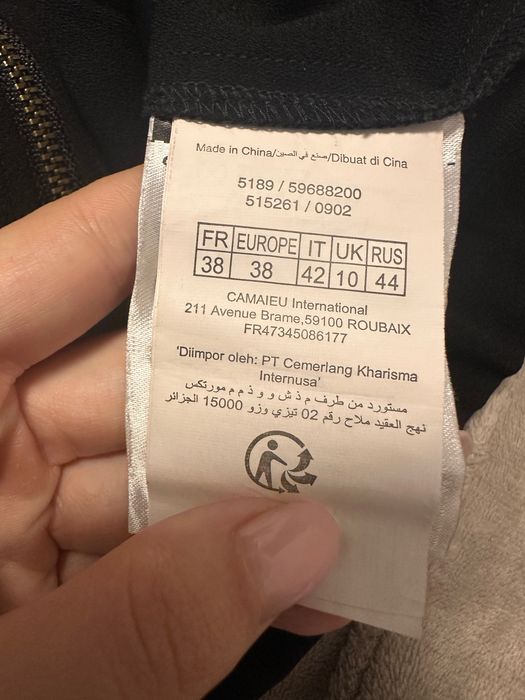 Made in China/صنع في الصين/Dibuat di Cina
5189 / 59688200
515261 / 0902
FR EUROPE IT UK RUS
38 38 42 10 44
CAMAIEU International
211 Avenue Brame,59100 ROUBAIX
FR47345086177
'Diimpor oleh: PT Cemerlang Kharisma
Internusa'
مستورد من طرف م ذ ش و و ذ م م مورتكس
نهج العقيد ملاح رقم 02 تيزي وزو 15000 الجزائر